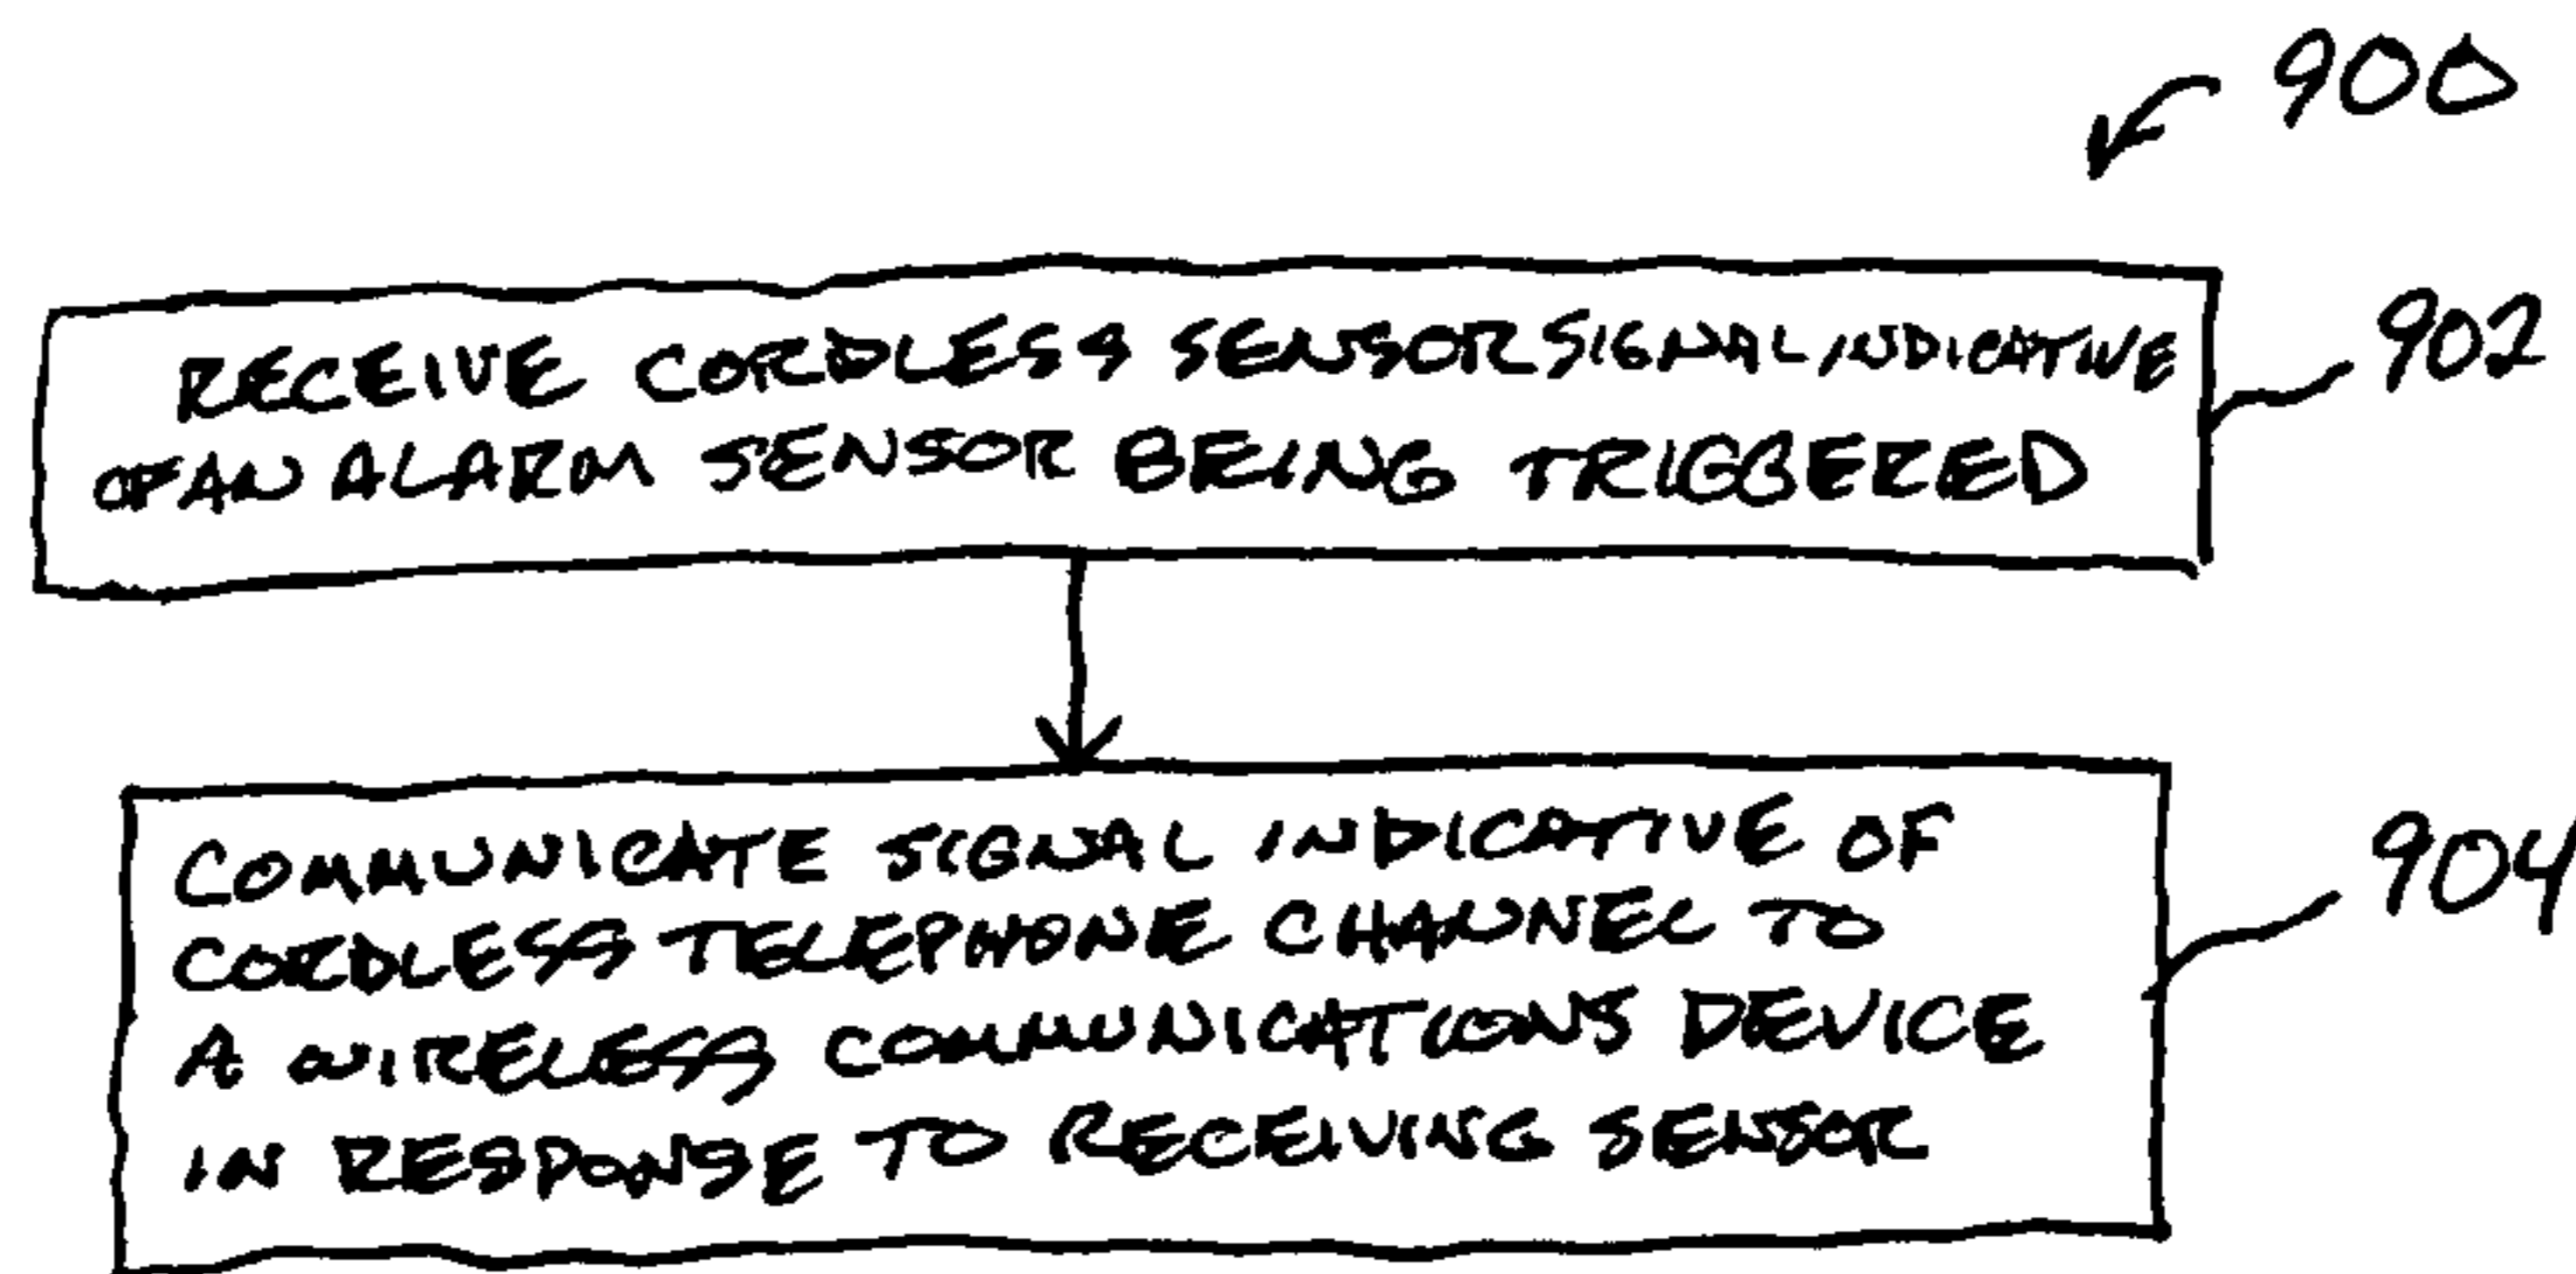 900
RECEIVE CORDLESS SENSOR SIGNAL INDICATIVE
OF AN ALARM SENSOR BEING TRIGGERED
902
COMMUNICATE SIGNAL INDICATIVE OF
CORDLESS TELEPHONE CHANNEL TO
A WIRELESS COMMUNICATIONS DEVICE
IN RESPONSE TO RECEIVING SENSOR
904